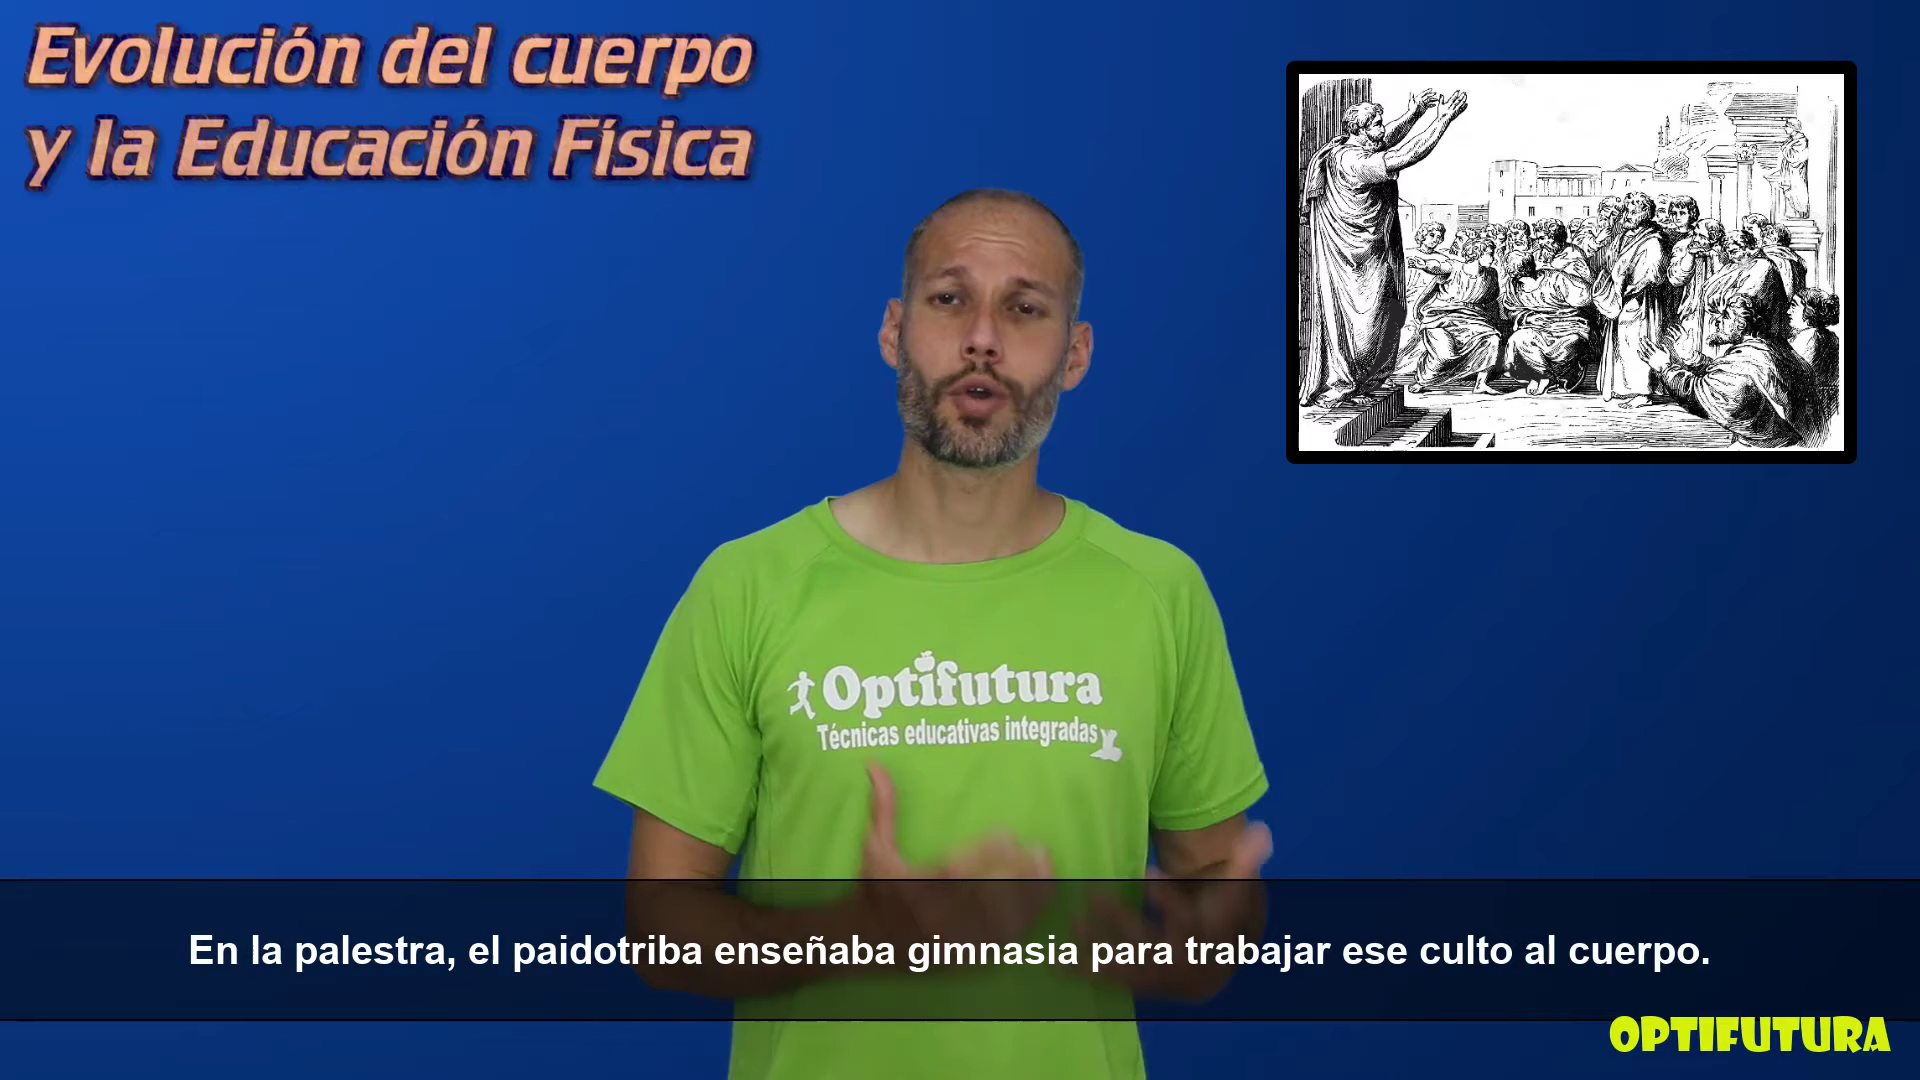 Evolución del cuerpo
y la Educación Física
Optifutura
Técnicas educativas integradas
En la palestra, el paidotriba enseñaba gimnasia para trabajar ese culto al cuerpo.
OPTIFUTURA